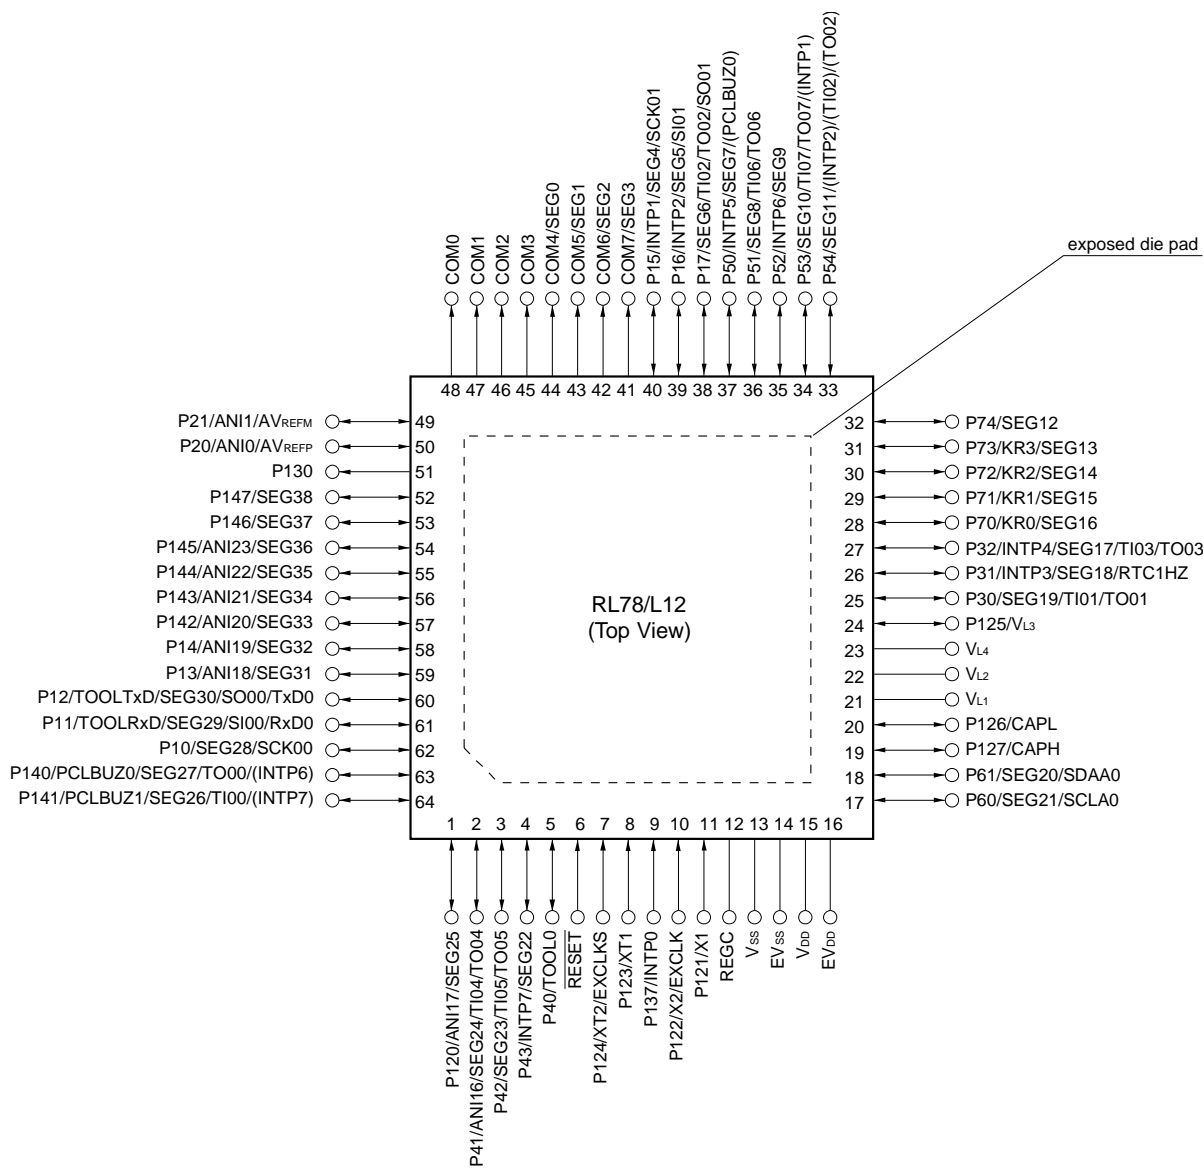 COM0
COM1
COM2
COM3
COM4/SEG0
COM5/SEG1
COM6/SEG2
COM7/SEG3
P15/INTP1/SEG4/SCK01
P16/INTP2/SEG5/SI01
P17/SEG6/TI02/TO02/SO01
P50/INTP5/SEG7/(PCLBUZ0)
P51/SEG8/TI06/TO06
P52/INTP6/SEG9
P53/SEG10/TI07/TO07/(INTP1)
P54/SEG11/(INTP2)/(TI02)/(TO02)
exposed die pad
48 47 46 45 44 43 42 41 40 39 38 37 36 35 34 33
P21/ANI1/AVREFM 49
P20/ANI0/AVREFP 50
P130 51
P147/SEG38 52
P146/SEG37 53
P145/ANI23/SEG36 54
P144/ANI22/SEG35 55
P143/ANI21/SEG34 56
P142/ANI20/SEG33 57
P14/ANI19/SEG32 58
P13/ANI18/SEG31 59
P12/TOOLTxD/SEG30/SO00/TxD0 60
P11/TOOLRxD/SEG29/SI00/RxD0 61
P10/SEG28/SCK00 62
P140/PCLBUZ0/SEG27/TO00/(INTP6) 63
P141/PCLBUZ1/SEG26/TI00/(INTP7) 64
RL78/L12
(Top View)
32 P74/SEG12
31 P73/KR3/SEG13
30 P72/KR2/SEG14
29 P71/KR1/SEG15
28 P70/KR0/SEG16
27 P32/INTP4/SEG17/TI03/TO03
26 P31/INTP3/SEG18/RTC1HZ
25 P30/SEG19/TI01/TO01
24 P125/VL3
23 VL4
22 VL2
21 VL1
20 P126/CAPL
19 P127/CAPH
18 P61/SEG20/SDAA0
17 P60/SEG21/SCLA0
1 2 3 4 5 6 7 8 9 10 11 12 13 14 15 16
P120/ANI17/SEG25
P41/ANI16/SEG24/TI04/TO04
P42/SEG23/TI05/TO05
P43/INTP7/SEG22
P40/TOOL0
RESET
P124/XT2/EXCLKS
P123/XT1
P137/INTP0
P122/X2/EXCLK
P121/X1
REGC
VSS
EVSS
VDD
EVDD